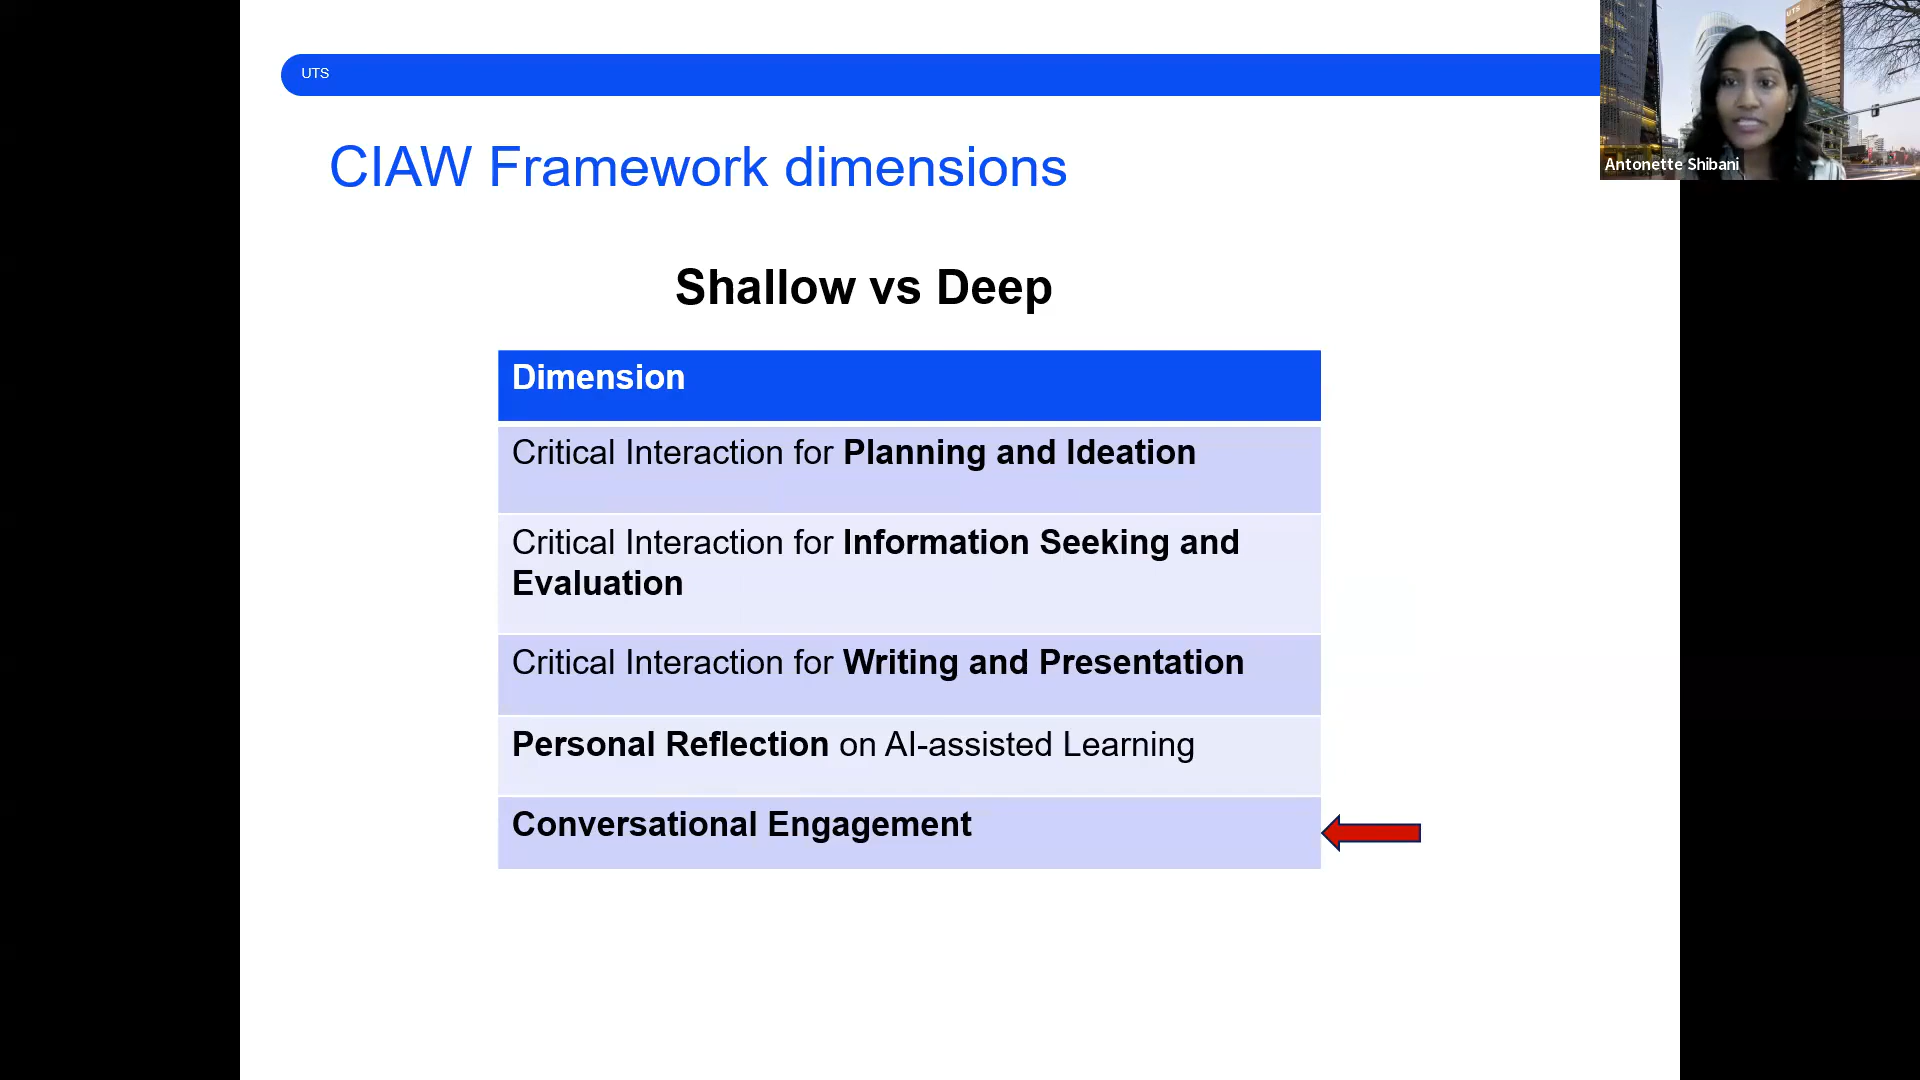 UTS
CIAW Framework dimensions
Shallow vs Deep
Dimension
Critical Interaction for Planning and Ideation
Critical Interaction for Information Seeking and
Evaluation
Critical Interaction for Writing and Presentation
Personal Reflection on AI-assisted Learning
Conversational Engagement
UTS
Antonette Shibani